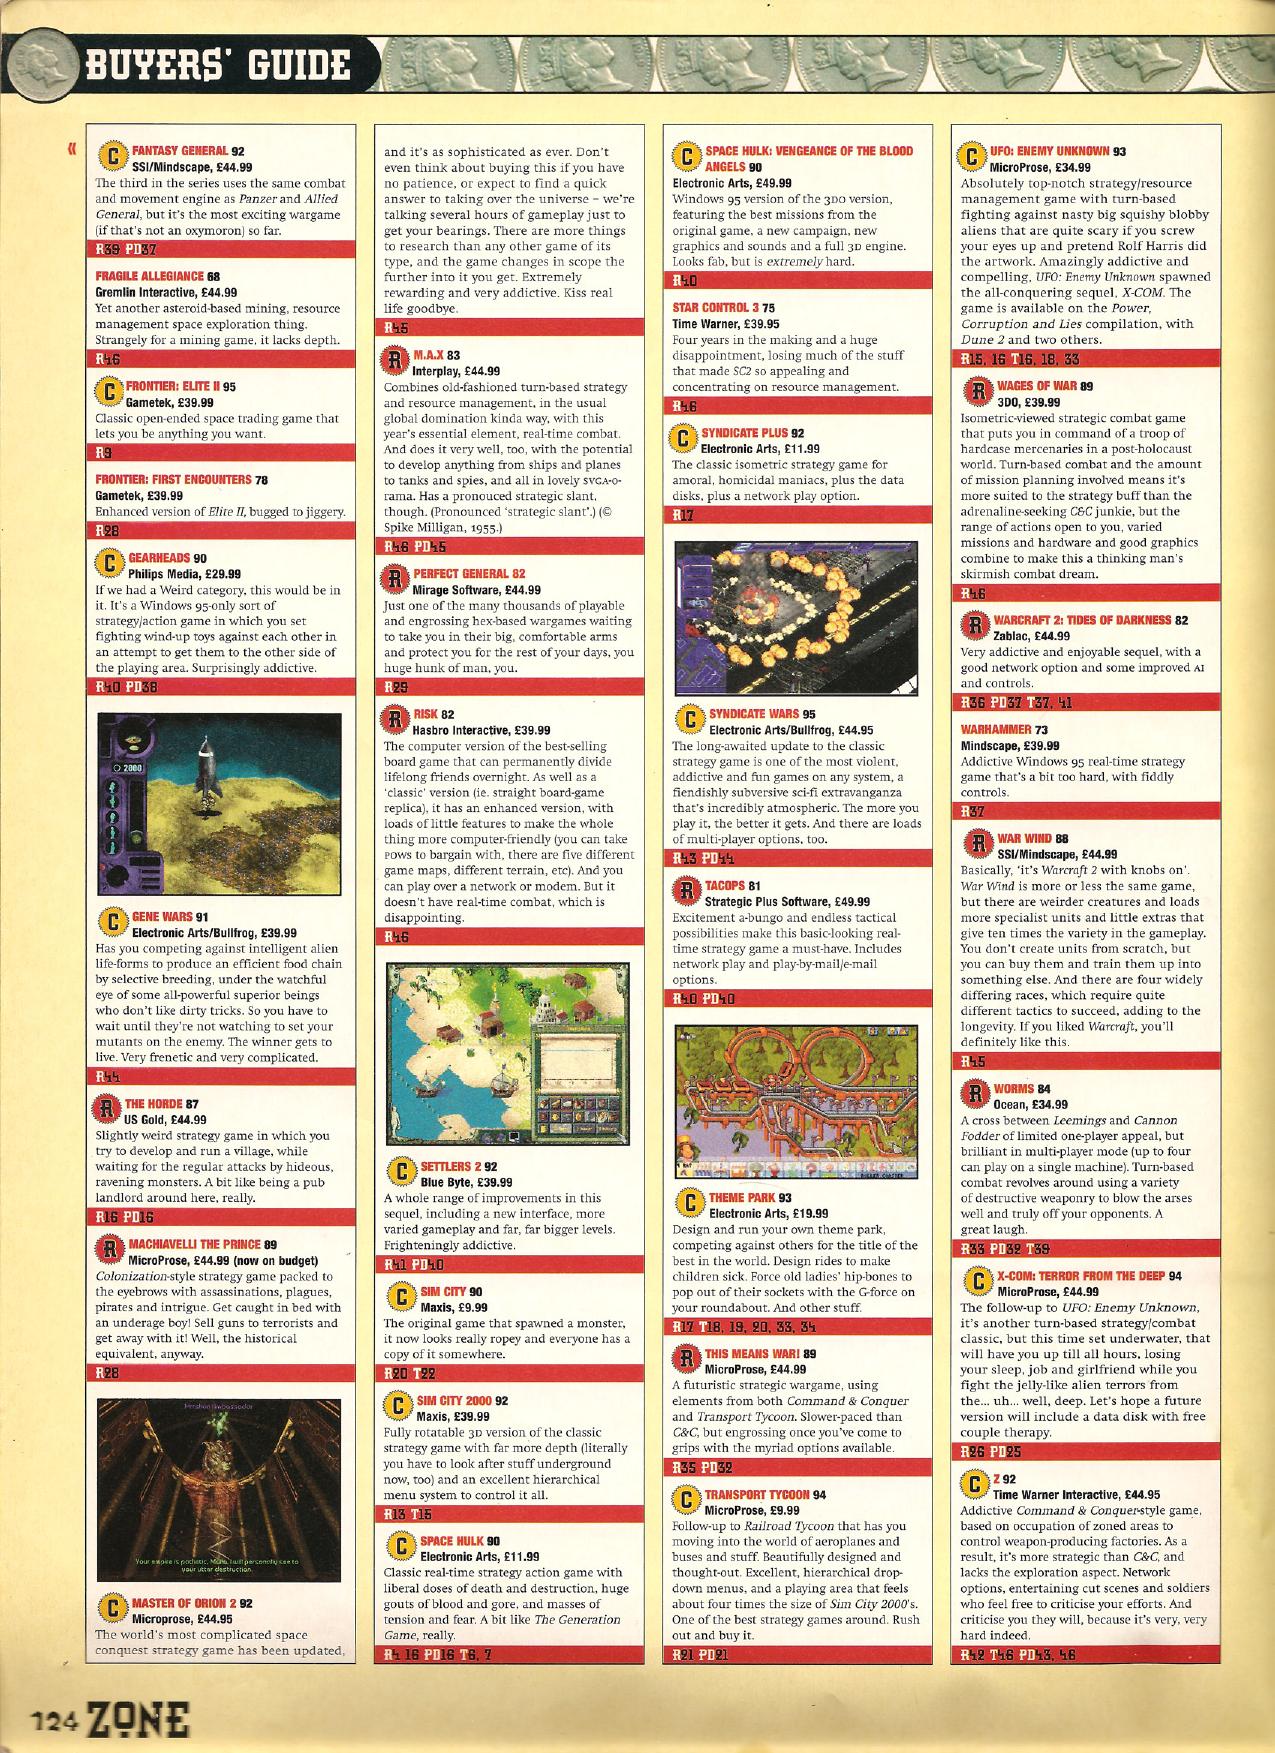 BUYERS' GUIDE
«
C FANTASY GENERAL 92
SSI/Mindscape, £44.99
The third in the series uses the same combat
and movement engine as Panzer and Allied
General, but it's the most exciting wargame
(if that's not an oxymoron) so far.
R39 PD37
FRAGILE ALLEGIANCE 68
Gremlin Interactive, £44.99
Yet another asteroid-based mining, resource
management space exploration thing.
Strangely for a mining game, it lacks depth.
R46
C FRONTIER: ELITE II 95
Gametek, £39.99
Classic open-ended space trading game that
lets you be anything you want.
R9
FRONTIER: FIRST ENCOUNTERS 78
Gametek, £39.99
Enhanced version of Elite II, bugged to jiggery.
R28
C GEARHEADS 90
Philips Media, £29.99
If we had a Weird category, this would be in
it. It's a Windows 95-only sort of
strategy/action game in which you set
fighting wind-up toys against each other in
an attempt to get them to the other side of
the playing area. Surprisingly addictive.
R40 PD38
2000
C GENE WARS 91
Electronic Arts/Bullfrog, £39.99
Has you competing against intelligent alien
life-forms to produce an efficient food chain
by selective breeding, under the watchful
eye of some all-powerful superior beings
who don't like dirty tricks. So you have to
wait until they're not watching to set your
mutants on the enemy. The winner gets to
live. Very frenetic and very complicated.
R44
R THE HORDE 87
US Gold, £44.99
Slightly weird strategy game in which you
try to develop and run a village, while
waiting for the regular attacks by hideous,
ravening monsters. A bit like being a pub
landlord around here, really.
R16 PD16
R MACHIAVELLI THE PRINCE 89
MicroProse, £44.99 (now on budget)
Colonization-style strategy game packed to
the eyebrows with assassinations, plagues,
pirates and intrigue. Get caught in bed with
an underage boy! Sell guns to terrorists and
get away with it! Well, the historical
equivalent, anyway.
R28
Your empire is pathetic, I will personally see to
your utter destruction.
C MASTER OF ORION 2 92
Microprose, £44.95
The world's most complicated space
conquest strategy game has been updated,
and it's as sophisticated as ever. Don't
even think about buying this if you have
no patience, or expect to find a quick
answer to taking over the universe – we're
talking several hours of gameplay just to
get your bearings. There are more things
to research than any other game of its
type, and the game changes in scope the
further into it you get. Extremely
rewarding and very addictive. Kiss real
life goodbye.
R45
R M.A.X 83
Interplay, £44.99
Combines old-fashioned turn-based strategy
and resource management, in the usual
global domination kinda way, with this
year's essential element, real-time combat.
And does it very well, too, with the potential
to develop anything from ships and planes
to tanks and spies, and all in lovely SVGA-o-
rama. Has a pronouced strategic slant,
though. (Pronounced 'strategic slant'.) (©
Spike Milligan, 1955.)
R46 PD45
R PERFECT GENERAL 82
Mirage Software, £44.99
Just one of the many thousands of playable
and engrossing hex-based wargames waiting
to take you in their big, comfortable arms
and protect you for the rest of your days, you
huge hunk of man, you.
R29
R RISK 82
Hasbro Interactive, £39.99
The computer version of the best-selling
board game that can permanently divide
lifelong friends overnight. As well as a
'classic' version (ie. straight board-game
replica), it has an enhanced version, with
loads of little features to make the whole
thing more computer-friendly (you can take
POWs to bargain with, there are five different
game maps, different terrain, etc). And you
can play over a network or modem. But it
doesn't have real-time combat, which is
disappointing.
R46
C SETTLERS 2 92
Blue Byte, £39.99
A whole range of improvements in this
sequel, including a new interface, more
varied gameplay and far, far bigger levels.
Frighteningly addictive.
R41 PD40
C SIM CITY 90
Maxis, £9.99
The original game that spawned a monster,
it now looks really ropey and everyone has a
copy of it somewhere.
R20 T22
C SIM CITY 2000 92
Maxis, £39.99
Fully rotatable 3D version of the classic
strategy game with far more depth (literally
you have to look after stuff underground
now, too) and an excellent hierarchical
menu system to control it all.
R13 T15
C SPACE HULK 90
Electronic Arts, £11.99
Classic real-time strategy action game with
liberal doses of death and destruction, huge
gouts of blood and gore, and masses of
tension and fear. A bit like The Generation
Game, really.
R4, 16 PD16 T6, 7
C SPACE HULK: VENGEANCE OF THE BLOOD
ANGELS 90
Electronic Arts, £49.99
Windows 95 version of the 3DO version,
featuring the best missions from the
original game, a new campaign, new
graphics and sounds and a full 3D engine.
Looks fab, but is extremely hard.
R40
STAR CONTROL 3 75
Time Warner, £39.95
Four years in the making and a huge
disappointment, losing much of the stuff
that made SC2 so appealing and
concentrating on resource management.
R46
C SYNDICATE PLUS 92
Electronic Arts, £11.99
The classic isometric strategy game for
amoral, homicidal maniacs, plus the data
disks, plus a network play option.
R17
C SYNDICATE WARS 95
Electronic Arts/Bullfrog, £44.95
The long-awaited update to the classic
strategy game is one of the most violent,
addictive and fun games on any system, a
fiendishly subversive sci-fi extravanganza
that's incredibly atmospheric. The more you
play it, the better it gets. And there are loads
of multi-player options, too.
R43 PD44
R TACOPS 81
Strategic Plus Software, £49.99
Excitement a-bungo and endless tactical
possibilities make this basic-looking real-
time strategy game a must-have. Includes
network play and play-by-mail/e-mail
options.
R40 PD40
C THEME PARK 93
Electronic Arts, £19.99
Design and run your own theme park,
competing against others for the title of the
best in the world. Design rides to make
children sick. Force old ladies' hip-bones to
pop out of their sockets with the G-force on
your roundabout. And other stuff.
R17 T18, 19, 20, 33, 34
R THIS MEANS WAR! 89
MicroProse, £44.99
A futuristic strategic wargame, using
elements from both Command & Conquer
and Transport Tycoon. Slower-paced than
C&C, but engrossing once you've come to
grips with the myriad options available.
R35 PD32
C TRANSPORT TYCOON 94
MicroProse, £9.99
Follow-up to Railroad Tycoon that has you
moving into the world of aeroplanes and
buses and stuff. Beautifully designed and
thought-out. Excellent, hierarchical drop-
down menus, and a playing area that feels
about four times the size of Sim City 2000's.
One of the best strategy games around. Rush
out and buy it.
R21 PD21
C UFO: ENEMY UNKNOWN 93
MicroProse, £34.99
Absolutely top-notch strategy/resource
management game with turn-based
fighting against nasty big squishy blobby
aliens that are quite scary if you screw
your eyes up and pretend Rolf Harris did
the artwork. Amazingly addictive and
compelling, UFO: Enemy Unknown spawned
the all-conquering sequel, X-COM. The
game is available on the Power,
Corruption and Lies compilation, with
Dune 2 and two others.
R15, 16 T16, 18, 33
R WAGES OF WAR 89
3DO, £39.99
Isometric-viewed strategic combat game
that puts you in command of a troop of
hardcase mercenaries in a post-holocaust
world. Turn-based combat and the amount
of mission planning involved means it's
more suited to the strategy buff than the
adrenaline-seeking C&C junkie, but the
range of actions open to you, varied
missions and hardware and good graphics
combine to make this a thinking man's
skirmish combat dream.
R46
R WARCRAFT 2: TIDES OF DARKNESS 82
Zablac, £44.99
Very addictive and enjoyable sequel, with a
good network option and some improved AI
and controls.
R36 PD37 T37, 41
WARHAMMER 73
Mindscape, £39.99
Addictive Windows 95 real-time strategy
game that's a bit too hard, with fiddly
controls.
R37
R WAR WIND 88
SSI/Mindscape, £44.99
Basically, 'it's Warcraft 2 with knobs on'.
War Wind is more or less the same game,
but there are weirder creatures and loads
more specialist units and little extras that
give ten times the variety in the gameplay.
You don't create units from scratch, but
you can buy them and train them up into
something else. And there are four widely
differing races, which require quite
different tactics to succeed, adding to the
longevity. If you liked Warcraft, you'll
definitely like this.
R45
R WORMS 84
Ocean, £34.99
A cross between Leemings and Cannon
Fodder of limited one-player appeal, but
brilliant in multi-player mode (up to four
can play on a single machine). Turn-based
combat revolves around using a variety
of destructive weaponry to blow the arses
well and truly off your opponents. A
great laugh.
R33 PD32 T39
C X-COM: TERROR FROM THE DEEP 94
MicroProse, £44.99
The follow-up to UFO: Enemy Unknown,
it's another turn-based strategy/combat
classic, but this time set underwater, that
will have you up till all hours, losing
your sleep, job and girlfriend while you
fight the jelly-like alien terrors from
the... uh... well, deep. Let's hope a future
version will include a data disk with free
couple therapy.
R26 PD25
C Z 92
Time Warner Interactive, £44.95
Addictive Command & Conquer-style game,
based on occupation of zoned areas to
control weapon-producing factories. As a
result, it's more strategic than C&C, and
lacks the exploration aspect. Network
options, entertaining cut scenes and soldiers
who feel free to criticise your efforts. And
criticise you they will, because it's very, very
hard indeed.
R42 T46 PD43, 46
124 ZONE